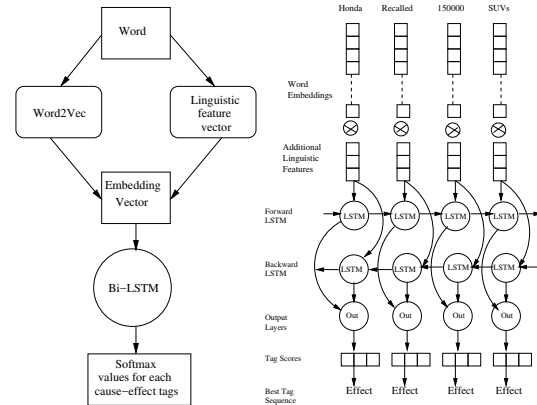 Word
Word2Vec
Linguistic
feature
vector
Embedding
Vector
Bi-LSTM
Softmax
values for each
cause-effect tags
Honda Recalled 150000 SUVs
Word
Embeddings
Additional
Linguistic
Features
Forward
LSTM
LSTM LSTM LSTM LSTM
Backward
LSTM
LSTM LSTM LSTM LSTM
Output
Layers
Out Out Out Out
Tag Scores
Best Tag
Sequence
Effect Effect Effect Effect